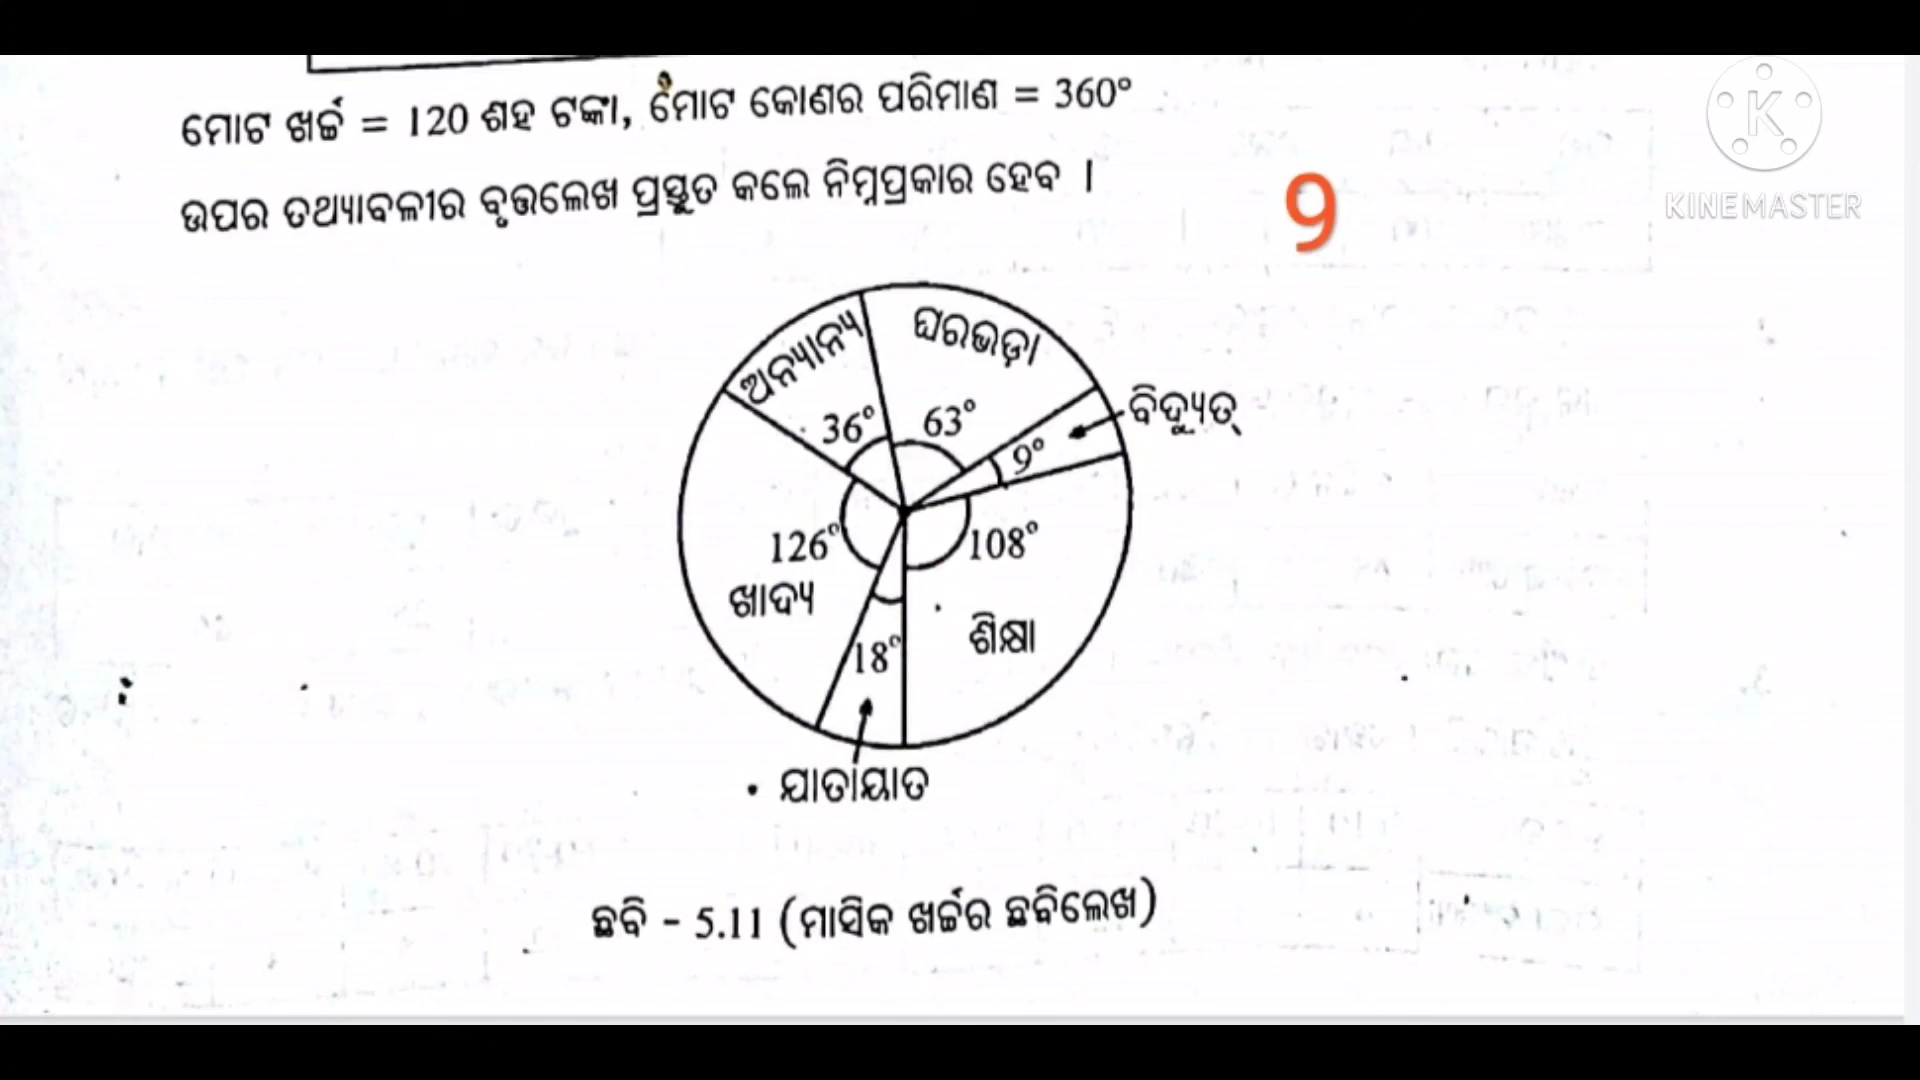 ମୋଟ ଖର୍ଚ୍ଚ = 120 ଶହ ଟଙ୍କା, ମୋଟ କୋଣର ପରିମାଣ = 360°
ଉପର ତଥ୍ୟାବଳୀର ବୃତ୍ତଲେଖ ପ୍ରସ୍ତୁତ କଲେ ନିମ୍ନପ୍ରକାର ହେବ ।
9
K
KINEMASTER
ଅନ୍ୟାନ୍ୟ
ଘରଭଡ଼ା
ବିଦ୍ୟୁତ୍
36°
63°
9°
126°
108°
ଖାଦ୍ୟ
ଶିକ୍ଷା
18°
ଯାତାୟାତ
ଛବି - 5.11 (ମାସିକ ଖର୍ଚ୍ଚର ଛବିଲେଖ)